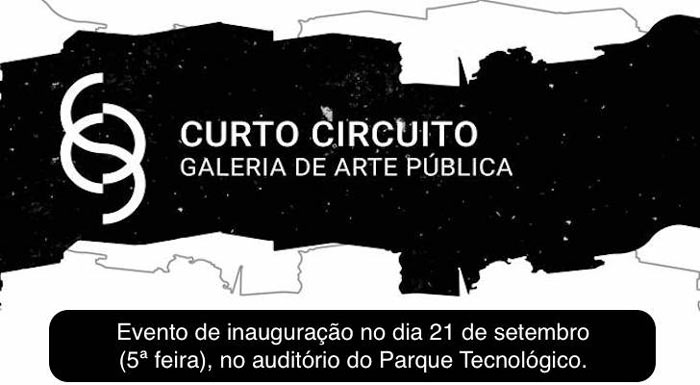 CURTO CIRCUITO
GALERIA DE ARTE PÚBLICA
Evento de inauguração no dia 21 de setembro
(5ª feira), no auditório do Parque Tecnológico.